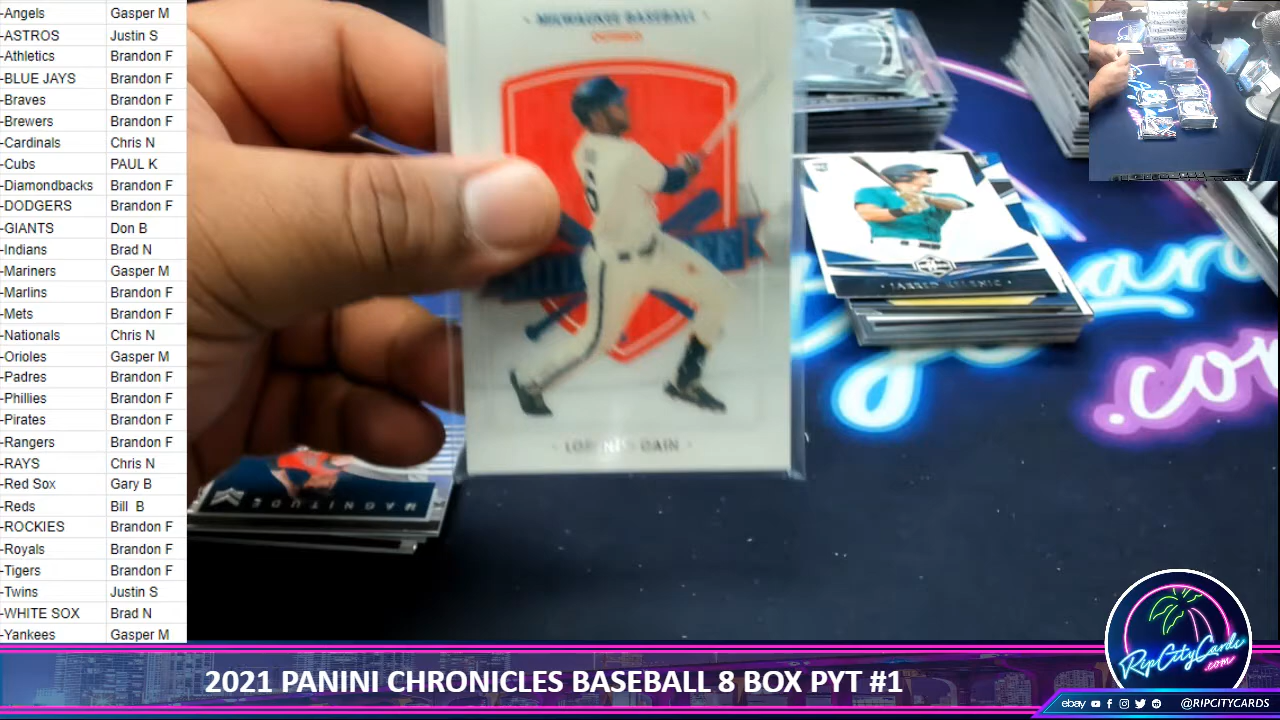 -Angels Gasper M
-ASTROS Justin S
-Athletics Brandon F
-BLUE JAYS Brandon F
-Braves Brandon F
-Brewers Brandon F
-Cardinals Chris N
-Cubs PAUL K
-Diamondbacks Brandon F
-DODGERS Brandon F
-GIANTS Don B
-Indians Brad N
-Mariners Gasper M
-Marlins Brandon F
-Mets Brandon F
-Nationals Chris N
-Orioles Gasper M
-Padres Brandon F
-Phillies Brandon F
-Pirates Brandon F
-Rangers Brandon F
-RAYS Chris N
-Red Sox Gary B
-Reds Bill B
-ROCKIES Brandon F
-Royals Brandon F
-Tigers Brandon F
-Twins Justin S
-WHITE SOX Brad N
-Yankees Gasper M
· MILWAUKEE BASEBALL ·
OUTFIELD
· LORENZO CAIN ·
· JARRED KELENIC ·
MAGNITUDE
.co
RipCityCards
.com
2021 PANINI CHRONICLES BASEBALL 8 BOX PYT #1
ebay @RIPCITYCARDS